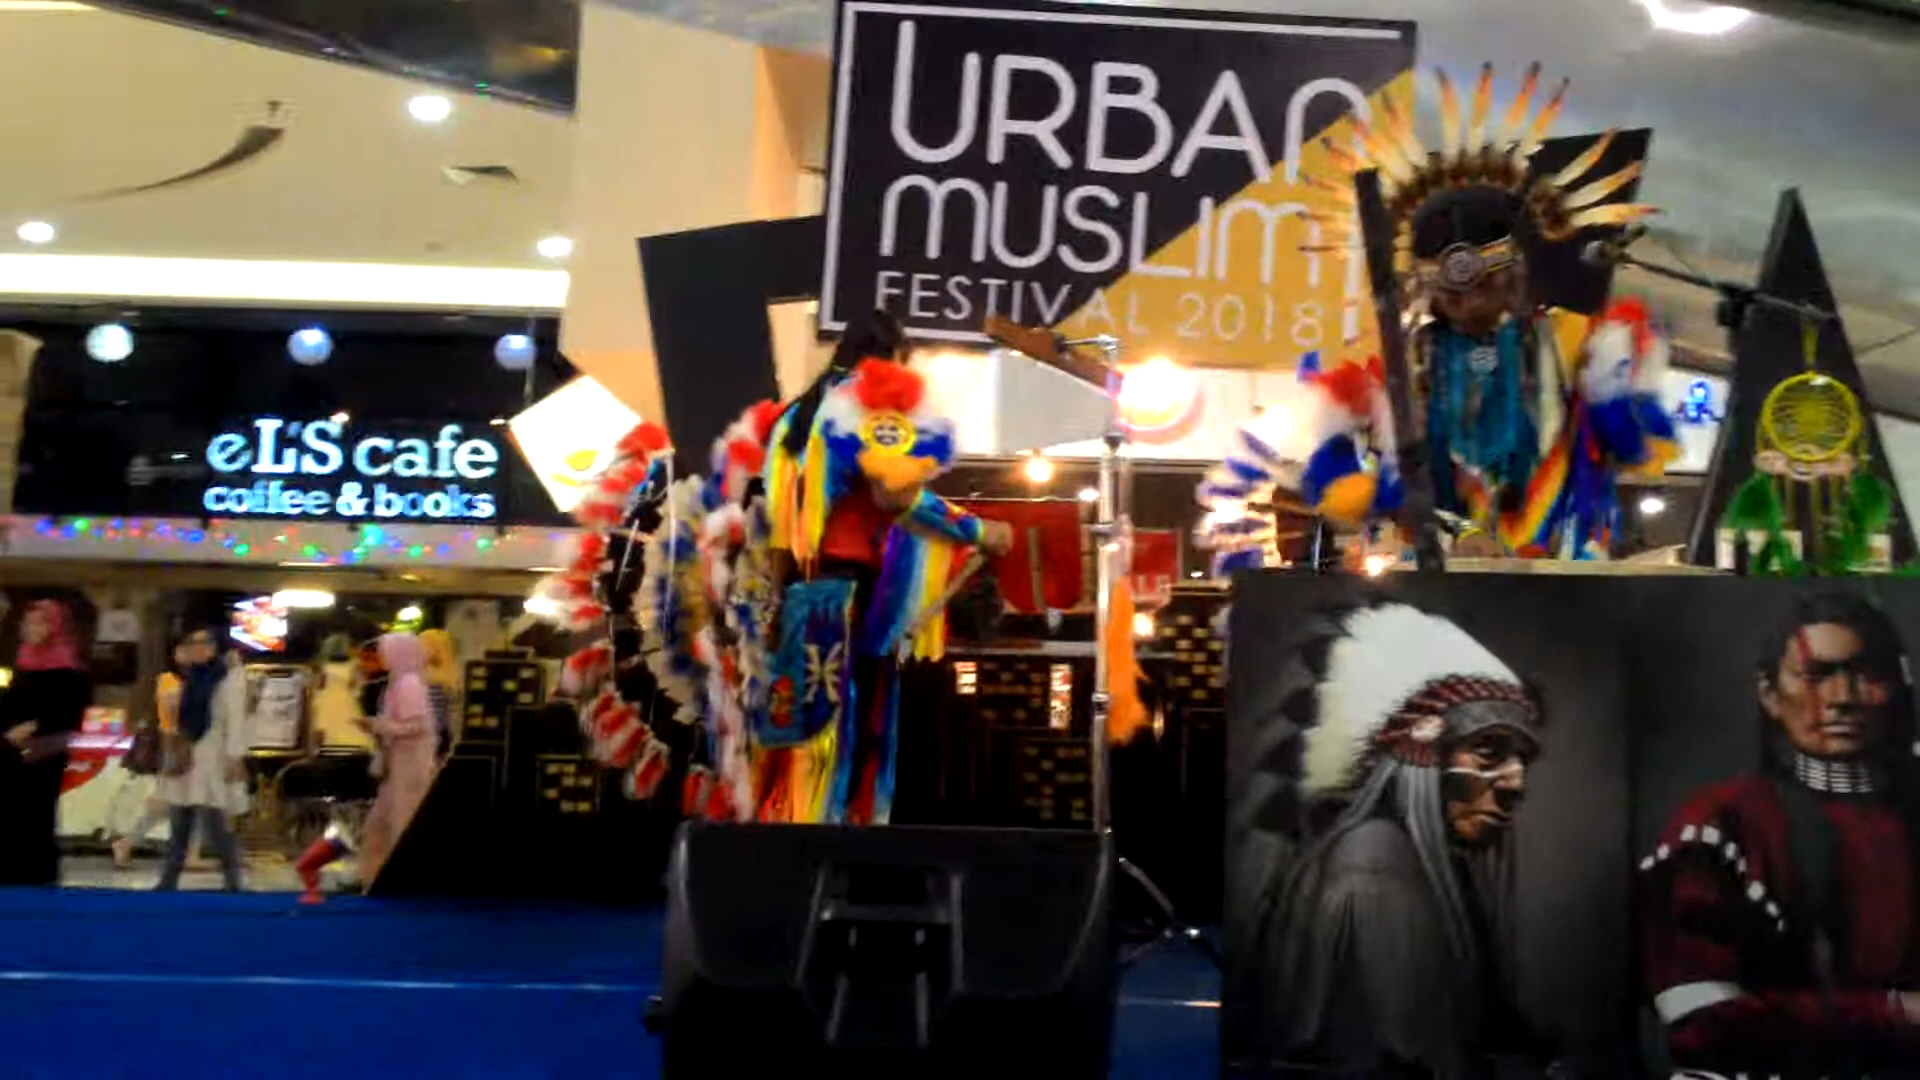 URBAN
MUSLIM
FESTIVAL 2018
eL'S cafe
coffee & books